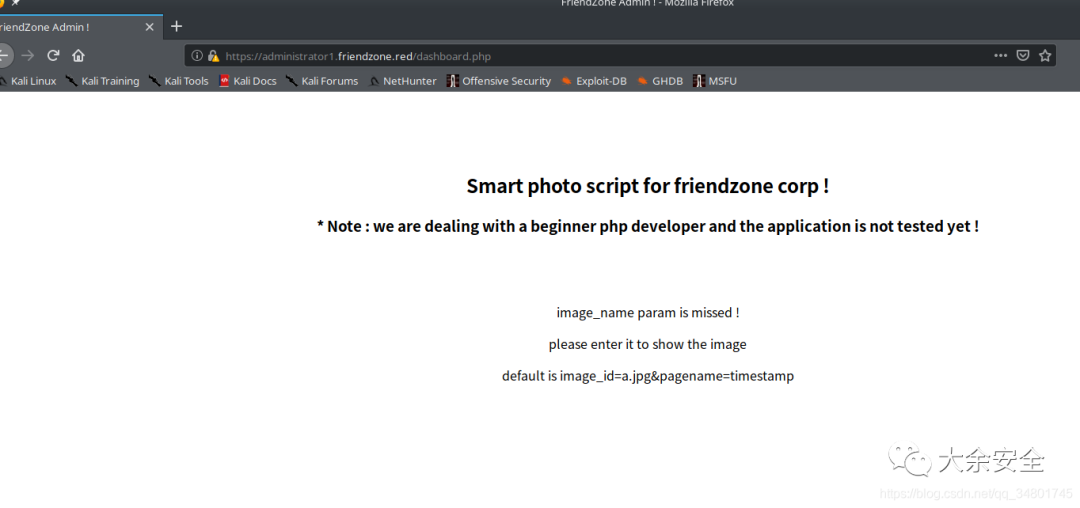 FriendZone Admin ! - Mozilla Firefox
riendZone Admin !
https://administrator1.friendzone.red/dashboard.php
Kali Linux Kali Training Kali Tools Kali Docs Kali Forums NetHunter Offensive Security Exploit-DB GHDB MSFU
Smart photo script for friendzone corp !
* Note : we are dealing with a beginner php developer and the application is not tested yet !
image_name param is missed !
please enter it to show the image
default is image_id=a.jpg&pagename=timestamp
大余安全
https://blog.csdn.net/qq_34801745